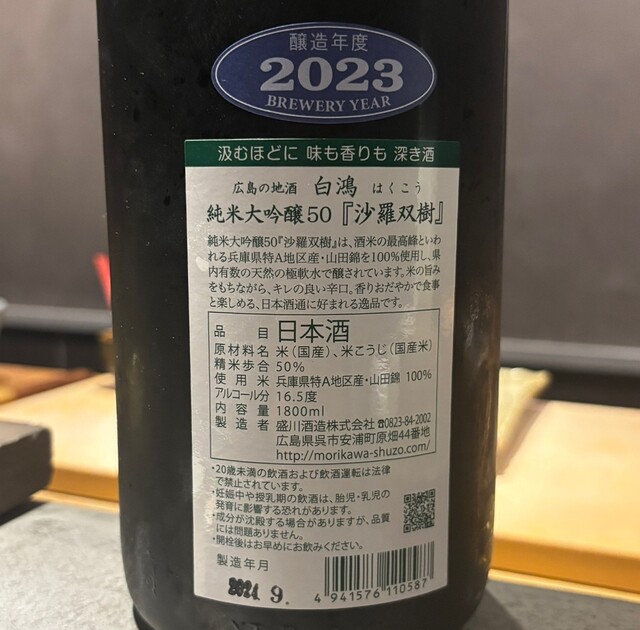 醸造年度
2023
BREWERY YEAR
汲むほどに 味も香りも 深き酒
広島の地酒 白鴻 はくこう
純米大吟醸50『沙羅双樹』
純米大吟醸50『沙羅双樹』は、酒米の最高峰といわ
れる兵庫県特A地区産・山田錦を100%使用し、県
内有数の天然の極軟水で醸されています。米の旨み
をもちながら、キレの良い辛口。香りおだやかで食事
と楽しめる、日本酒通に好まれる逸品です。
品目 日本酒
原材料名 米(国産)、米こうじ(国産米)
精米歩合 50%
使用米 兵庫県特A地区産・山田錦 100%
アルコール分 16.5度
内容量 1800ml
製造者 盛川酒造株式会社 ☎0823-84-2002
広島県呉市安浦町原畑44番地
http://morikawa-shuzo.com/
・20歳未満の飲酒および飲酒運転は法律
で禁止されています。
・妊娠中や授乳期の飲酒は、胎児・乳児の
発育に影響する恐れがあります。
・成分が沈殿する場合がありますが、品質
には問題ありません。
・開栓後はお早めにお飲みください。
製造年月
2024. 9.
4 941576 110587